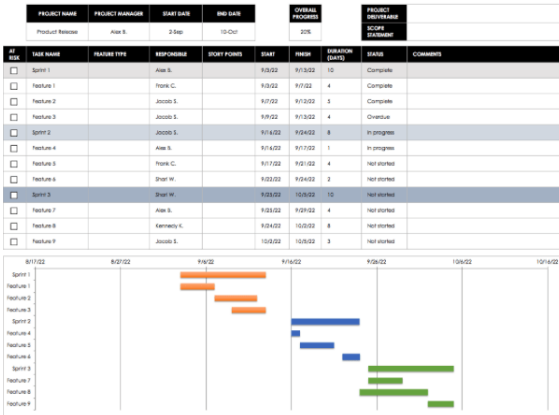 PROJECT NAME PROJECT MANAGER START DATE END DATE OVERALL PROGRESS PROJECT DELIVERABLE
Product Release Alex B. 3-Sep 10-Oct 20% SCOPE STATEMENT
AT RISK TASK NAME FEATURE TYPE RESPONSIBLE STORY POINTS START FINISH DURATION (DAYS) STATUS COMMENTS
Sprint 1 Alex B. 9/3/22 9/13/22 10 Complete
Feature 1 Frank C. 9/3/22 9/7/22 4 Complete
Feature 2 Jacob S. 9/7/22 9/12/22 5 Complete
Feature 3 Jacob S. 9/9/22 9/13/22 4 Overdue
Sprint 2 Jacob S. 9/16/22 9/24/22 8 In progress
Feature 4 Alex B. 9/16/22 9/17/22 1 In progress
Feature 5 Frank C. 9/17/22 9/21/22 4 Not started
Feature 6 Shari W. 9/22/22 9/24/22 2 Not started
Sprint 3 Shari W. 9/25/22 10/5/22 10 Not started
Feature 7 Alex B. 9/25/22 9/29/22 4 Not started
Feature 8 Kennedy K. 9/24/22 10/2/22 8 Not started
Feature 9 Jacob S. 10/2/22 10/5/22 3 Not started
8/17/22 8/27/22 9/6/22 9/16/22 9/26/22 10/6/22 10/16/22
Sprint 1
Feature 1
Feature 2
Feature 3
Sprint 2
Feature 4
Feature 5
Feature 6
Sprint 3
Feature 7
Feature 8
Feature 9